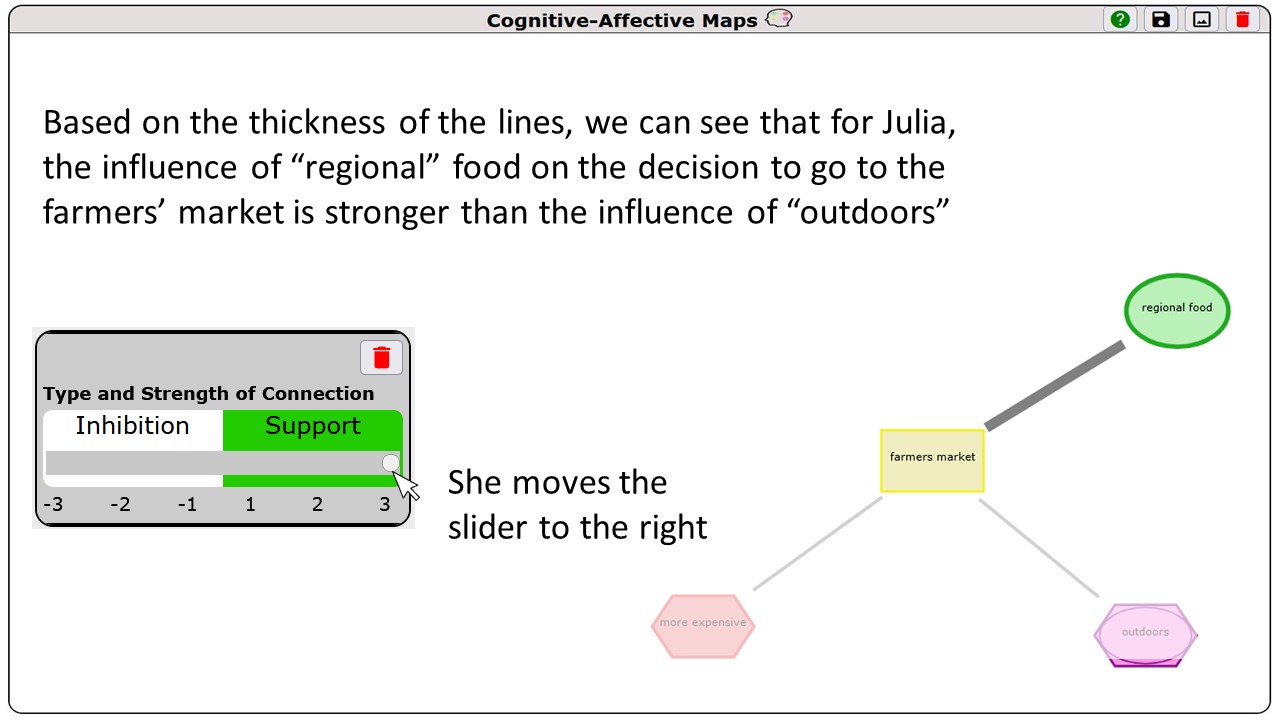 Cognitive-Affective Maps
Based on the thickness of the lines, we can see that for Julia,
the influence of “regional” food on the decision to go to the
farmers’ market is stronger than the influence of “outdoors”
regional food
Type and Strength of Connection
Inhibition Support
-3 -2 -1 1 2 3
She moves the
slider to the right
farmers market
more expensive
outdoors